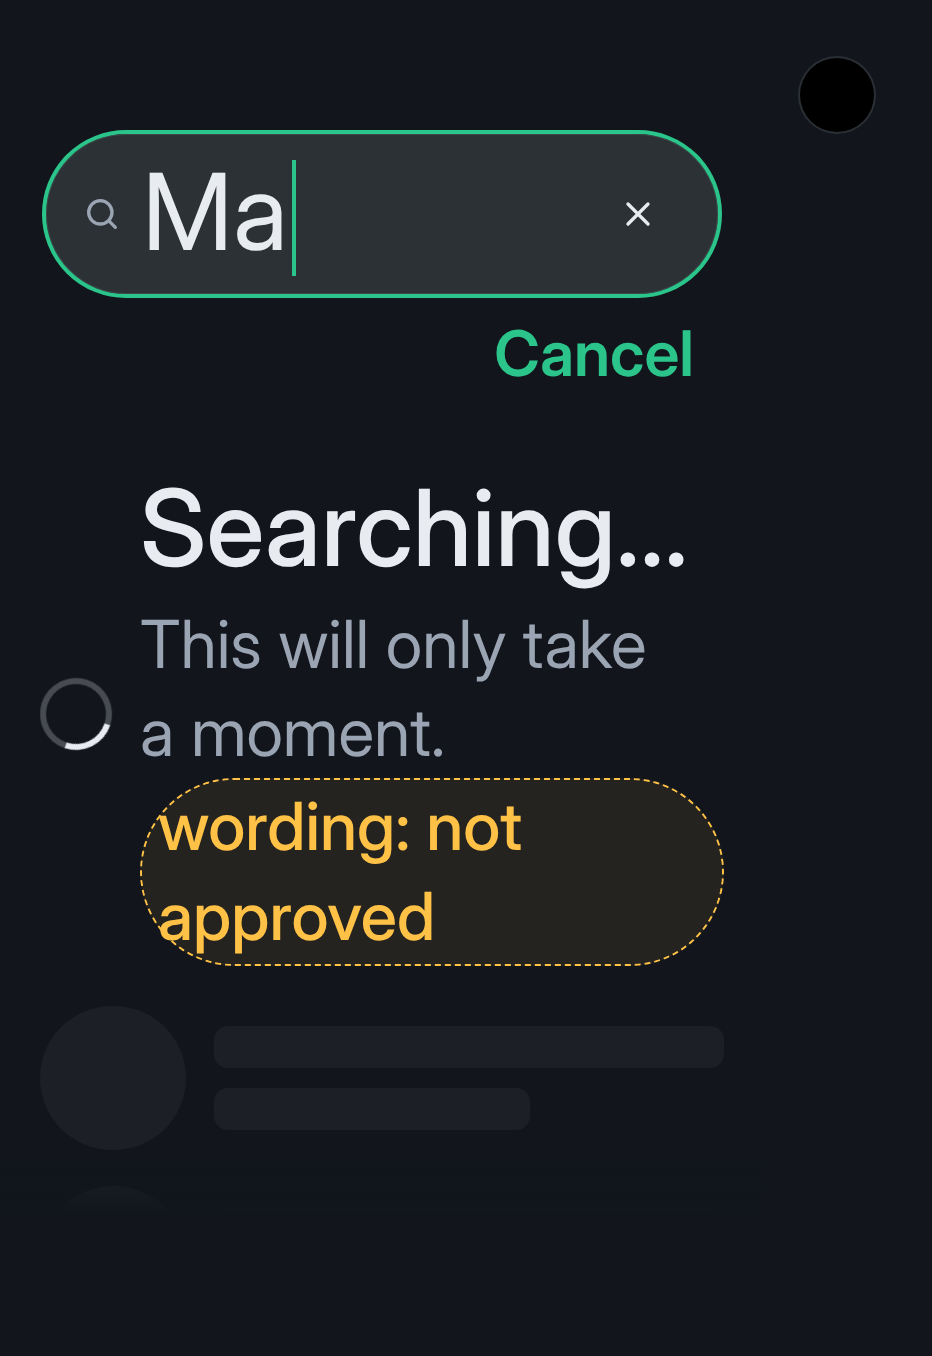 Ma
Cancel
Searching...
This will only take
a moment.
wording: not
approved